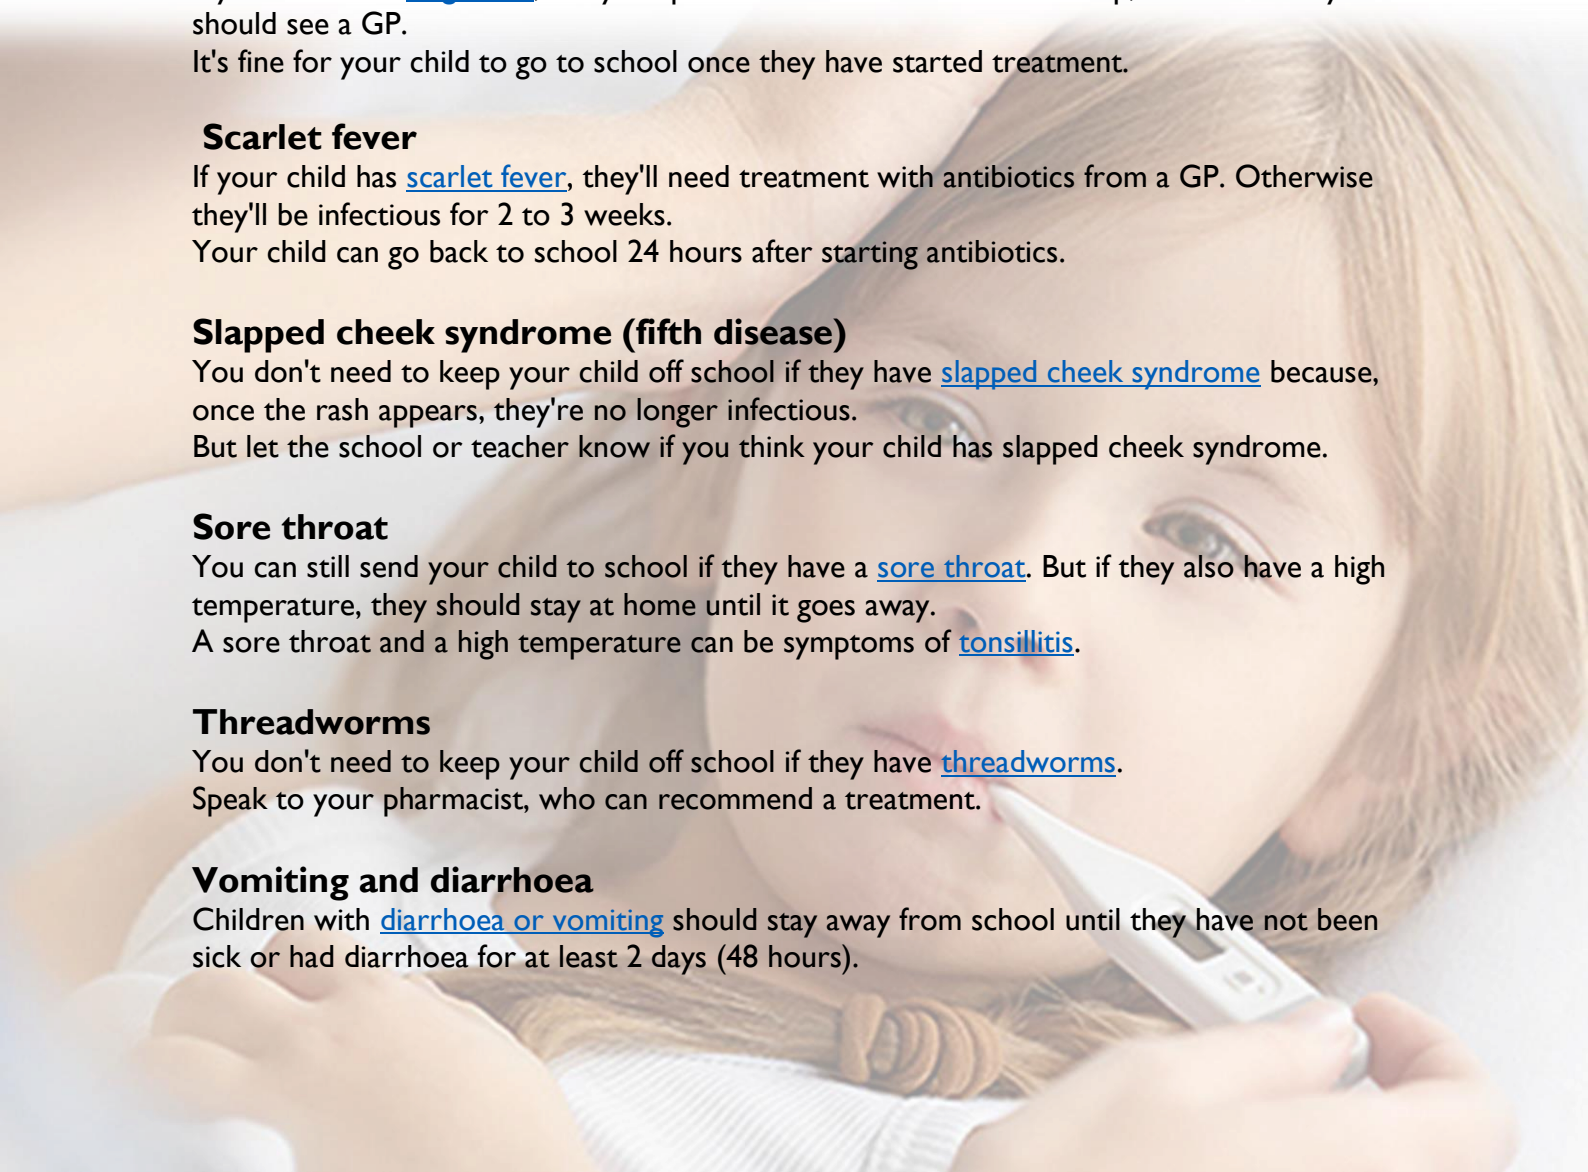 should see a GP.
It's fine for your child to go to school once they have started treatment.
Scarlet fever
If your child has scarlet fever, they'll need treatment with antibiotics from a GP. Otherwise
they'll be infectious for 2 to 3 weeks.
Your child can go back to school 24 hours after starting antibiotics.
Slapped cheek syndrome (fifth disease)
You don't need to keep your child off school if they have slapped cheek syndrome because,
once the rash appears, they're no longer infectious.
But let the school or teacher know if you think your child has slapped cheek syndrome.
Sore throat
You can still send your child to school if they have a sore throat. But if they also have a high
temperature, they should stay at home until it goes away.
A sore throat and a high temperature can be symptoms of tonsillitis.
Threadworms
You don't need to keep your child off school if they have threadworms.
Speak to your pharmacist, who can recommend a treatment.
Vomiting and diarrhoea
Children with diarrhoea or vomiting should stay away from school until they have not been
sick or had diarrhoea for at least 2 days (48 hours).